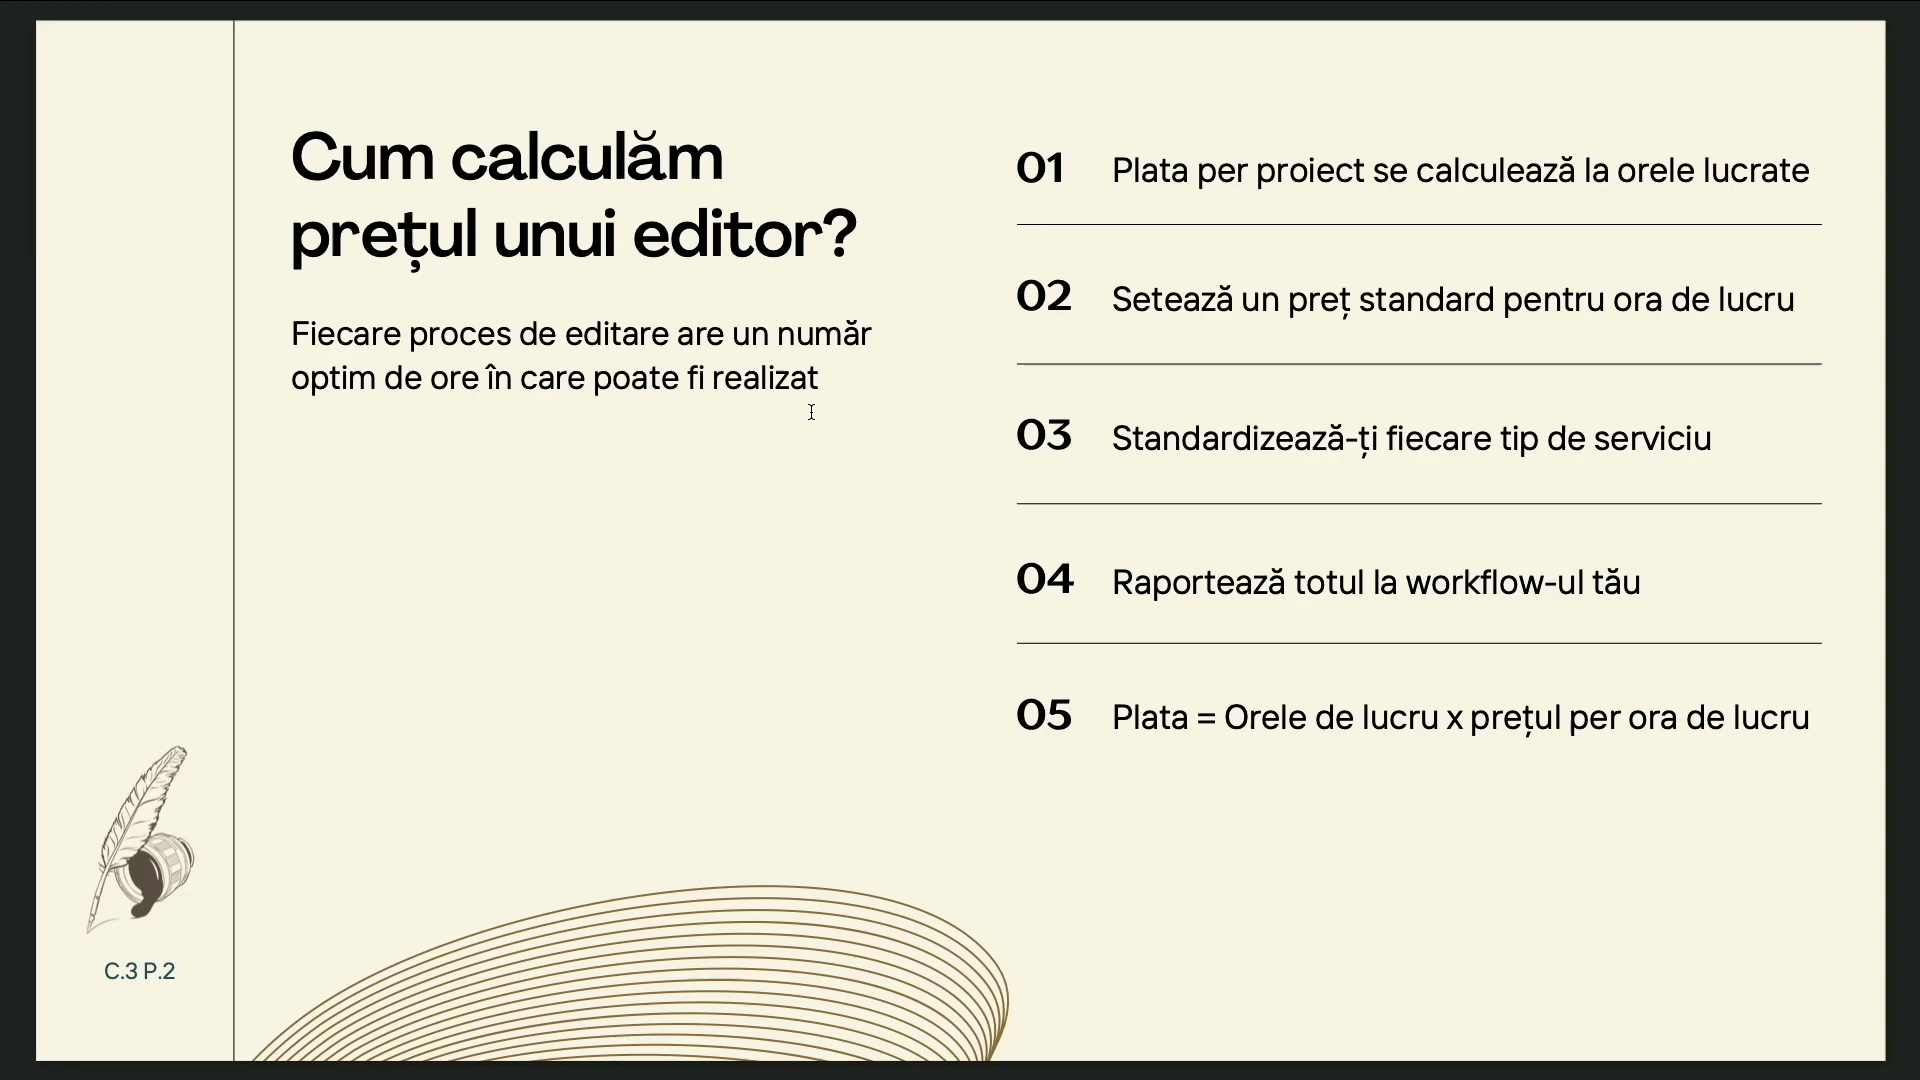 Cum calculăm
prețul unui editor?
Fiecare proces de editare are un număr
optim de ore în care poate fi realizat
01 Plata per proiect se calculează la orele lucrate
02 Setează un preț standard pentru ora de lucru
03 Standardizează-ți fiecare tip de serviciu
04 Raportează totul la workflow-ul tău
05 Plata = Orele de lucru x prețul per ora de lucru
C.3 P.2